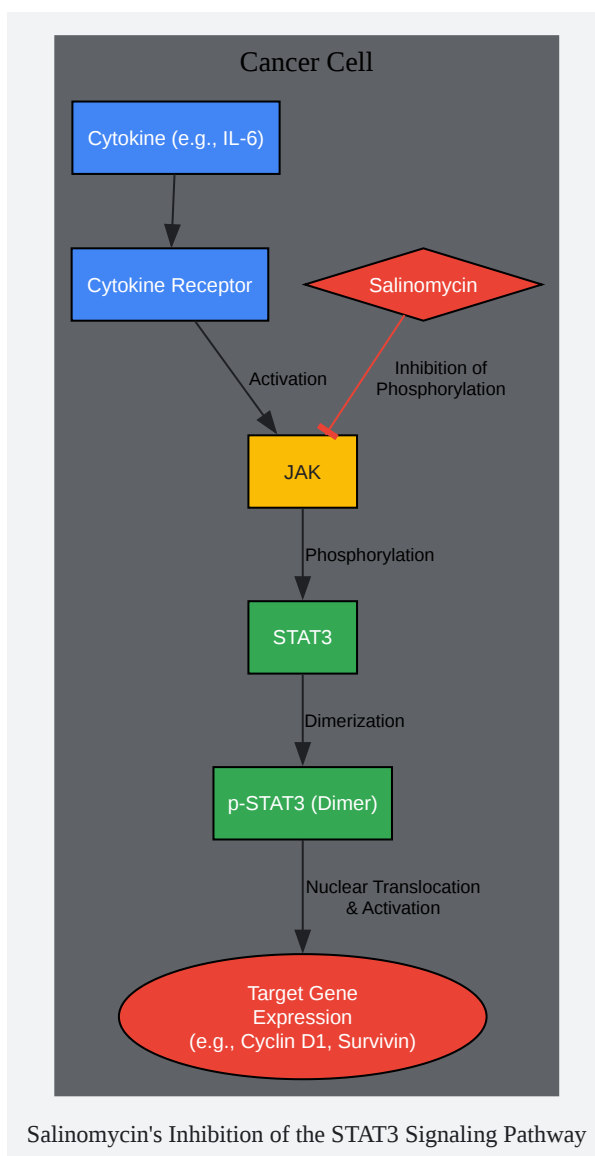 Cancer Cell
Cytokine (e.g., IL-6)
Cytokine Receptor
Salinomycin
Activation
Inhibition of
Phosphorylation
JAK
Phosphorylation
STAT3
Dimerization
p-STAT3 (Dimer)
Nuclear Translocation
& Activation
Target Gene
Expression
(e.g., Cyclin D1, Survivin)
Salinomycin's Inhibition of the STAT3 Signaling Pathway